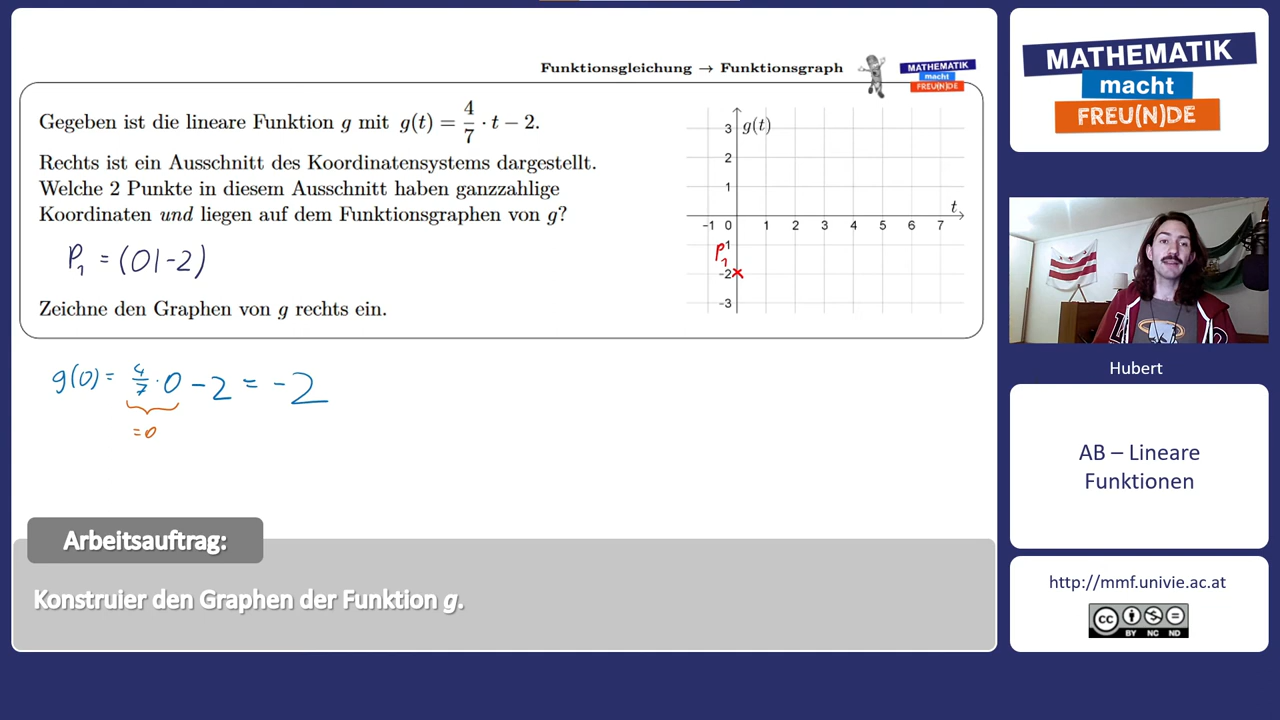 Funktionsgleichung → Funktionsgraph
MATHEMATIK
macht
FREU(N)DE
Gegeben ist die lineare Funktion g mit g(t) = 4/7 · t − 2.
Rechts ist ein Ausschnitt des Koordinatensystems dargestellt.
Welche 2 Punkte in diesem Ausschnitt haben ganzzahlige
Koordinaten und liegen auf dem Funktionsgraphen von g?
P₁ = (0|-2)
Zeichne den Graphen von g rechts ein.
g(t)
3
2
1
t
-1 0 1 2 3 4 5 6 7
P₁
-1
-2
-3
g(0) = 4/7 · 0 - 2 = -2
=0
Arbeitsauftrag:
Konstruier den Graphen der Funktion g.
MATHEMATIK
macht
FREU(N)DE
Hubert
AB – Lineare
Funktionen
http://mmf.univie.ac.at
CC
BY NC ND